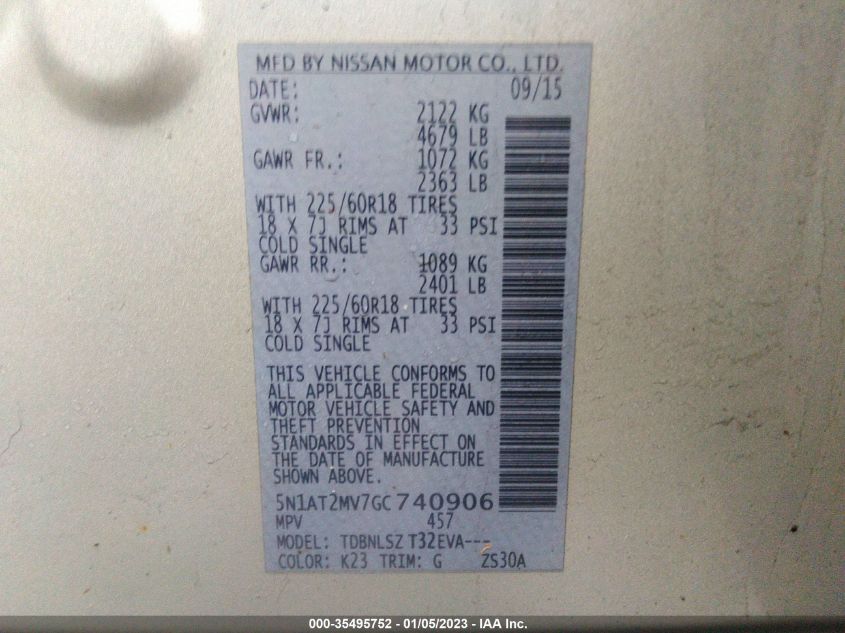 MFD BY NISSAN MOTOR CO., LTD.
DATE: 09/15
GVWR: 2122 KG
4679 LB
GAWR FR.: 1072 KG
2363 LB
WITH 225/60R18 TIRES
18 X 7J RIMS AT 33 PSI
COLD SINGLE
GAWR RR.: 1089 KG
2401 LB
WITH 225/60R18 TIRES
18 X 7J RIMS AT 33 PSI
COLD SINGLE
THIS VEHICLE CONFORMS TO
ALL APPLICABLE FEDERAL
MOTOR VEHICLE SAFETY AND
THEFT PREVENTION
STANDARDS IN EFFECT ON
THE DATE OF MANUFACTURE
SHOWN ABOVE.
5N1AT2MV7GC740906
MPV 457
MODEL: TDBNLSZ T32EVA---
COLOR: K23 TRIM: G ZS30A
000-35495752 - 01/05/2023 - IAA Inc.